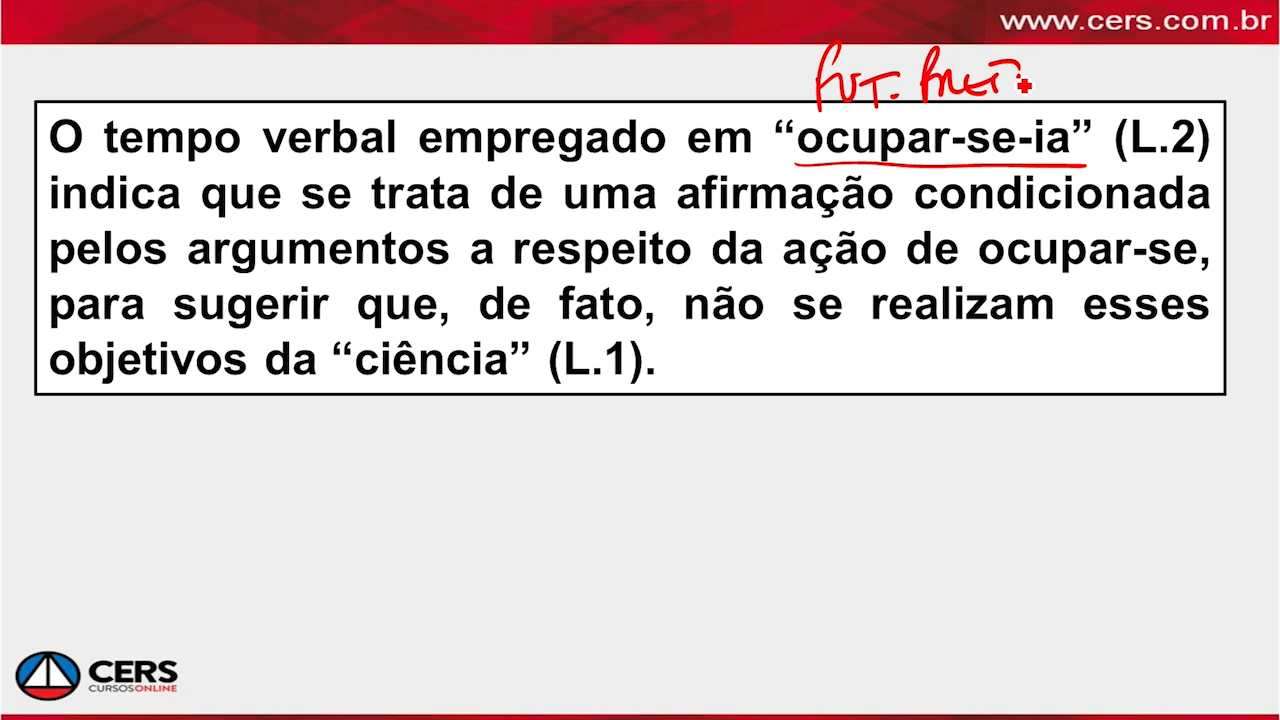 www.cers.com.br
FUT. PRET.
O tempo verbal empregado em “ocupar-se-ia” (L.2)
indica que se trata de uma afirmação condicionada
pelos argumentos a respeito da ação de ocupar-se,
para sugerir que, de fato, não se realizam esses
objetivos da “ciência” (L.1).
CERS
CURSOSONLINE